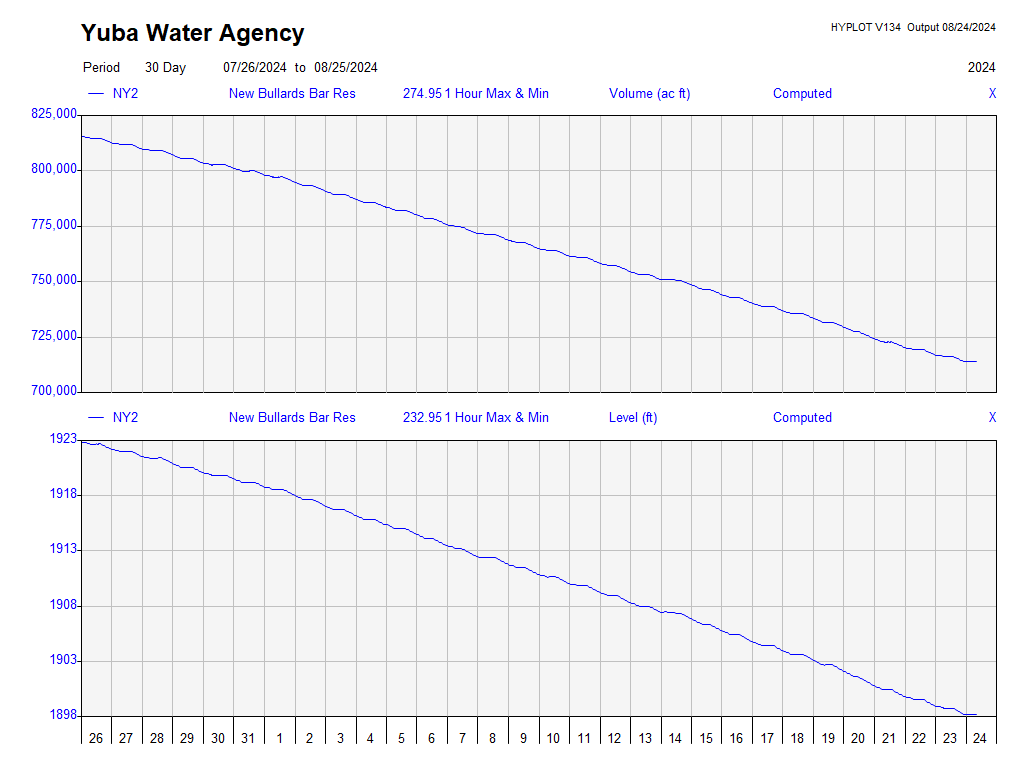 Yuba Water Agency
HYPLOT V134 Output 08/24/2024
Period 30 Day 07/26/2024 to 08/25/2024 2024
NY2 New Bullards Bar Res 274.95 1 Hour Max & Min Volume (ac ft) Computed X
825,000
800,000
775,000
750,000
725,000
700,000
NY2 New Bullards Bar Res 232.95 1 Hour Max & Min Level (ft) Computed X
1923
1918
1913
1908
1903
1898
26 27 28 29 30 31 1 2 3 4 5 6 7 8 9 10 11 12 13 14 15 16 17 18 19 20 21 22 23 24